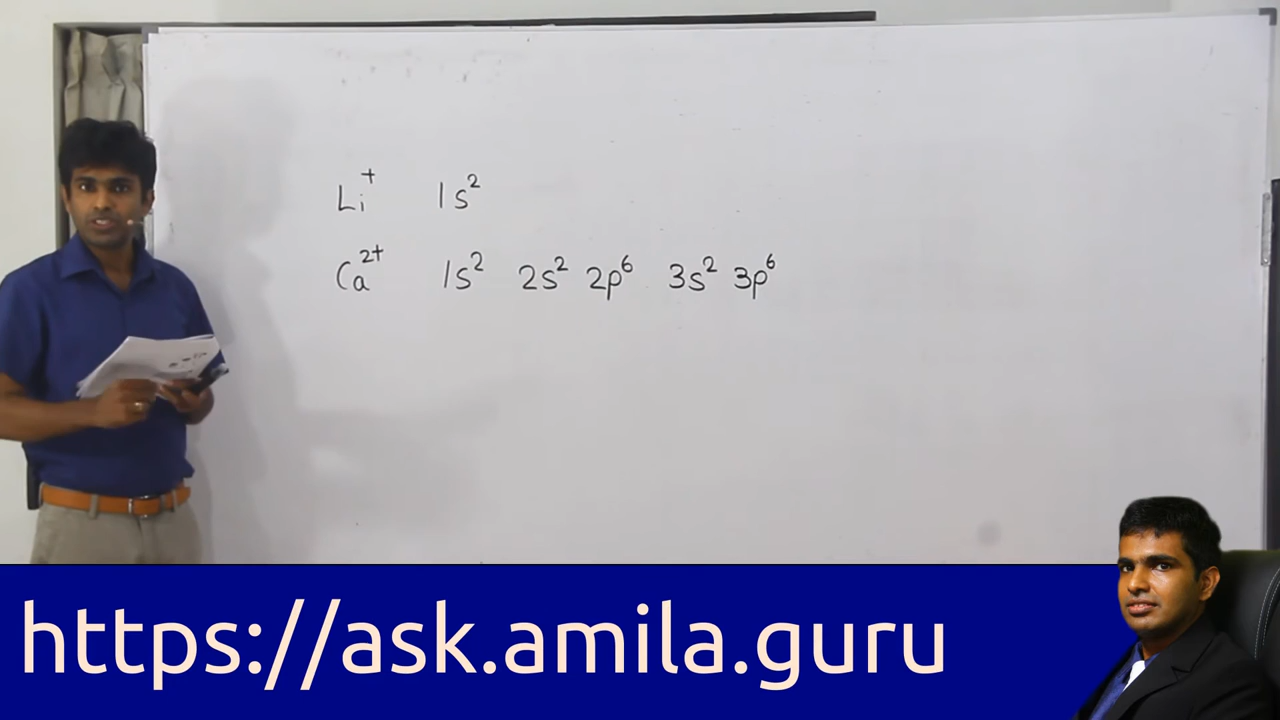 Li⁺ 1s²
Ca²⁺ 1s² 2s² 2p⁶ 3s² 3p⁶
https://ask.amila.guru